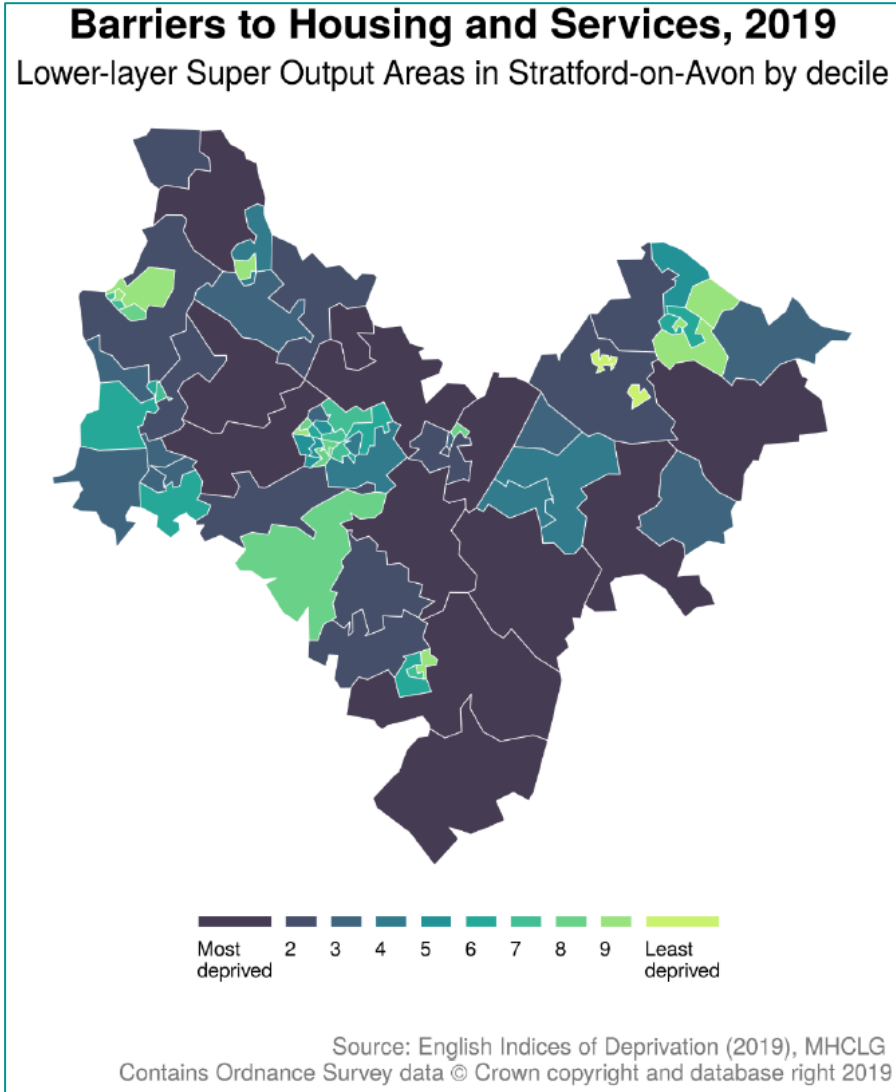 Barriers to Housing and Services, 2019
Lower-layer Super Output Areas in Stratford-on-Avon by decile
Most deprived 2 3 4 5 6 7 8 9 Least deprived
Source: English Indices of Deprivation (2019), MHCLG
Contains Ordnance Survey data © Crown copyright and database right 2019